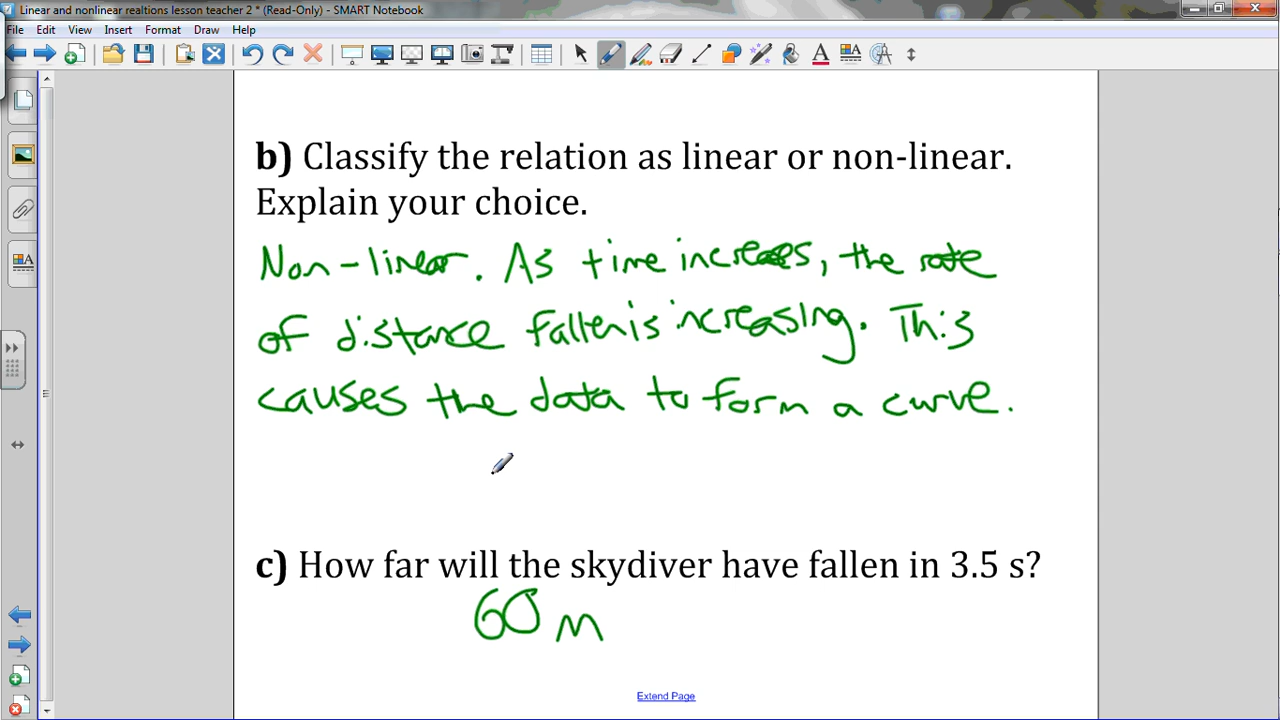 Linear and nonlinear realtions lesson teacher 2 * (Read-Only) - SMART Notebook
File Edit View Insert Format Draw Help
b) Classify the relation as linear or non-linear.
Explain your choice.
Non-linear. As time increases, the rate
of distance fallen is increasing. This
causes the data to form a curve.
c) How far will the skydiver have fallen in 3.5 s?
60 m
Extend Page